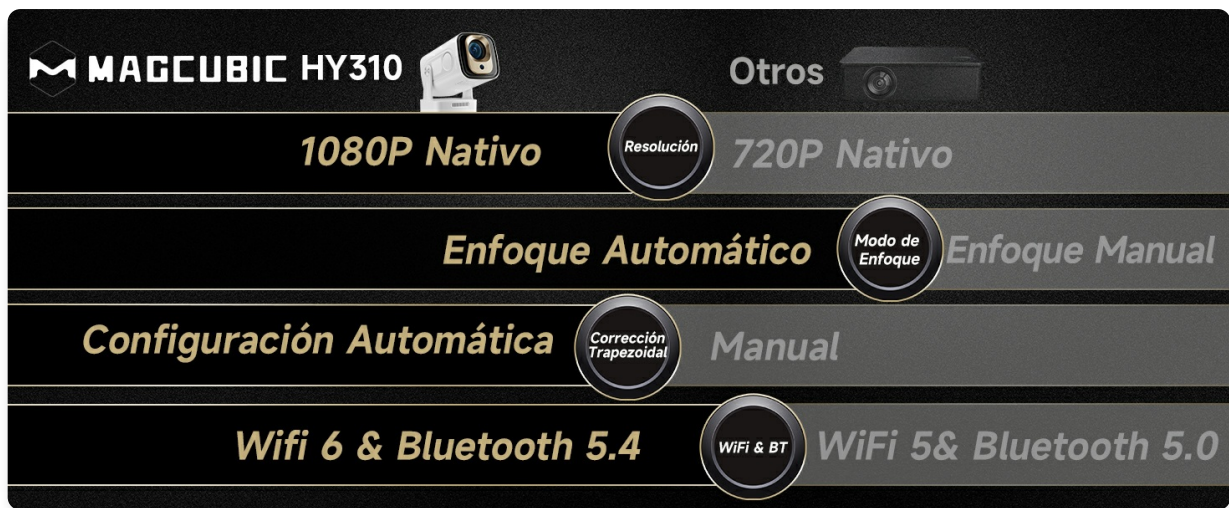 MAGCUBIC HY310
Otros
1080P Nativo
Resolución
720P Nativo
Enfoque Automático
Modo de
Enfoque
Enfoque Manual
Configuración Automática
Corrección
Trapezoidal
Manual
Wifi 6 & Bluetooth 5.4
WiFi & BT
WiFi 5& Bluetooth 5.0